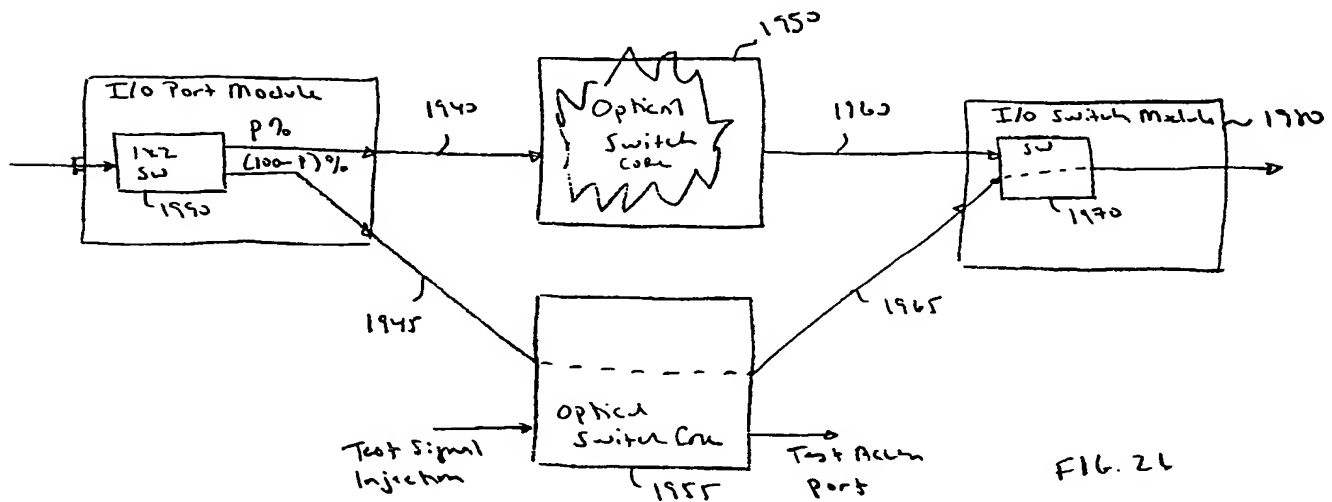 1950
I/O Port Module
1x2
SW
P%
(100-P)%
1990
1940
Optical
Switch
Core
1960
I/O Switch Module
1980
SW
1970
1945
1965
Optical
Switch Core
Test Signal
Injection
Test Access
Port
1955
FIG. 26